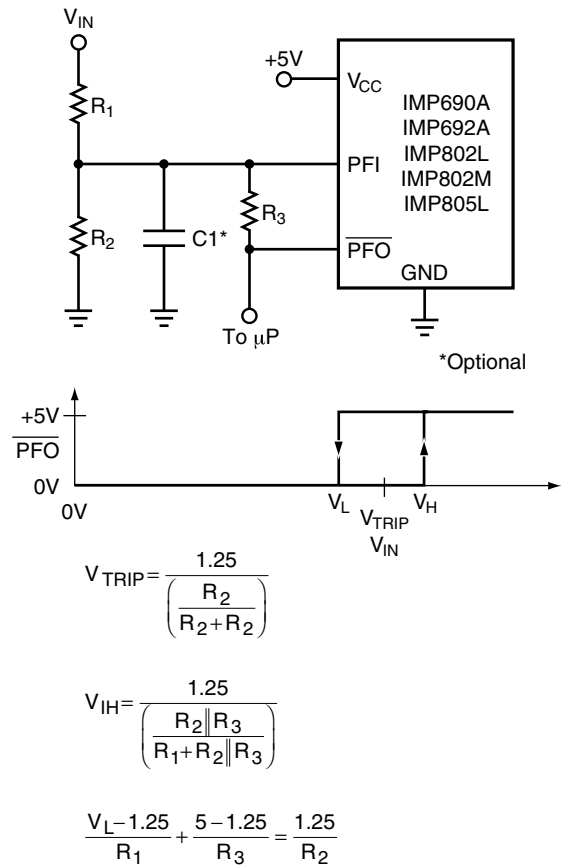 V_IN
R_1
R_2
C1*
R_3
To μP
+5V
V_CC
IMP690A
IMP692A
IMP802L
IMP802M
IMP805L
PFI
P̅F̅O̅
GND
*Optional
+5V
P̅F̅O̅
0V
0V
V_L
V_TRIP
V_H
V_IN
V_TRIP = 1.25 / (R_2 / (R_2+R_2))
V_IH = 1.25 / (R_2||R_3 / (R_1+R_2||R_3))
(V_L–1.25)/R_1 + (5–1.25)/R_3 = 1.25/R_2